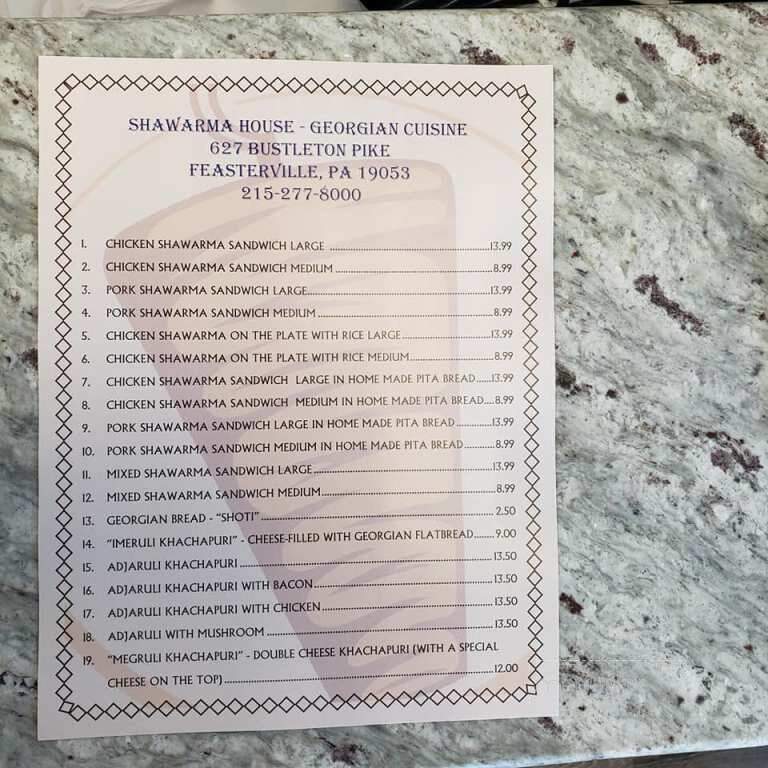 SHAWARMA HOUSE - GEORGIAN CUISINE
627 BUSTLETON PIKE
FEASTERVILLE, PA 19053
215-277-8000
1. CHICKEN SHAWARMA SANDWICH LARGE ........ 13.99
2. CHICKEN SHAWARMA SANDWICH MEDIUM ........ 8.99
3. PORK SHAWARMA SANDWICH LARGE ........ 13.99
4. PORK SHAWARMA SANDWICH MEDIUM ........ 8.99
5. CHICKEN SHAWARMA ON THE PLATE WITH RICE LARGE ........ 13.99
6. CHICKEN SHAWARMA ON THE PLATE WITH RICE MEDIUM ........ 8.99
7. CHICKEN SHAWARMA SANDWICH LARGE IN HOME MADE PITA BREAD ...... 13.99
8. CHICKEN SHAWARMA SANDWICH MEDIUM IN HOME MADE PITA BREAD .... 8.99
9. PORK SHAWARMA SANDWICH LARGE IN HOME MADE PITA BREAD ........ 13.99
10. PORK SHAWARMA SANDWICH MEDIUM IN HOME MADE PITA BREAD ........ 8.99
11. MIXED SHAWARMA SANDWICH LARGE ........ 13.99
12. MIXED SHAWARMA SANDWICH MEDIUM ........ 8.99
13. GEORGIAN BREAD - “SHOTI” ........ 2.50
14. “IMERULI KHACHAPURI” - CHEESE-FILLED WITH GEORGIAN FLATBREAD ....... 9.00
15. ADJARULI KHACHAPURI ........ 13.50
16. ADJARULI KHACHAPURI WITH BACON ........ 13.50
17. ADJARULI KHACHAPURI WITH CHICKEN ........ 13.50
18. ADJARULI WITH MUSHROOM ........ 13.50
19. “MEGRULI KHACHAPURI” - DOUBLE CHEESE KHACHAPURI (WITH A SPECIAL
CHEESE ON THE TOP) ........ 12.00